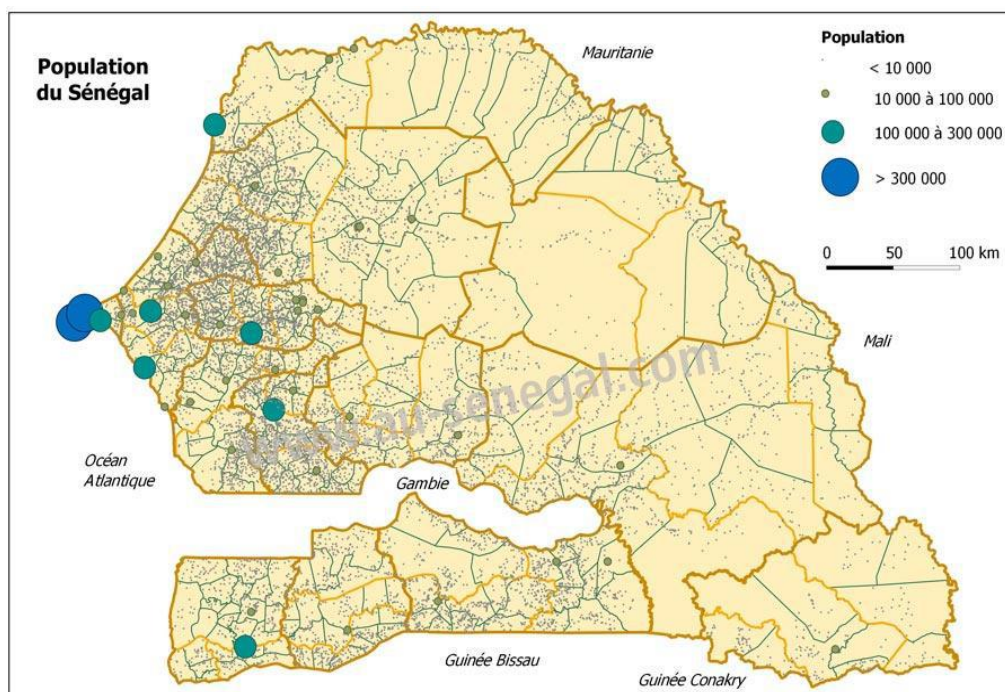 Population
du Sénégal
Mauritanie
Population
< 10 000
10 000 à 100 000
100 000 à 300 000
> 300 000
0 50 100 km
Mali
www.au-senegal.com
Océan
Atlantique
Gambie
Guinée Bissau
Guinée Conakry